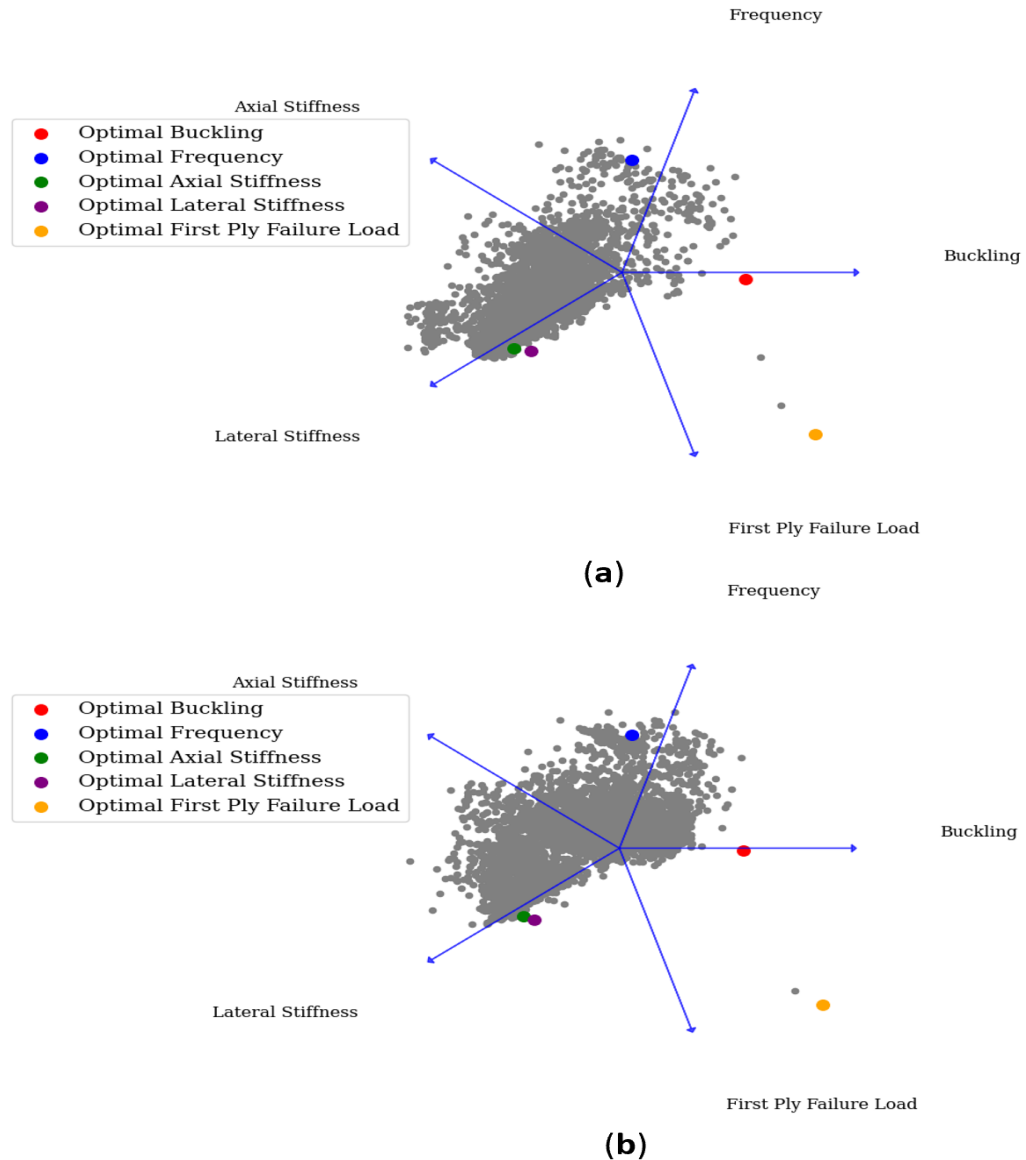 Frequency
Axial Stiffness
Optimal Buckling
Optimal Frequency
Optimal Axial Stiffness
Optimal Lateral Stiffness
Optimal First Ply Failure Load
Buckling
Lateral Stiffness
First Ply Failure Load
(a)
Frequency
Axial Stiffness
Optimal Buckling
Optimal Frequency
Optimal Axial Stiffness
Optimal Lateral Stiffness
Optimal First Ply Failure Load
Buckling
Lateral Stiffness
First Ply Failure Load
(b)